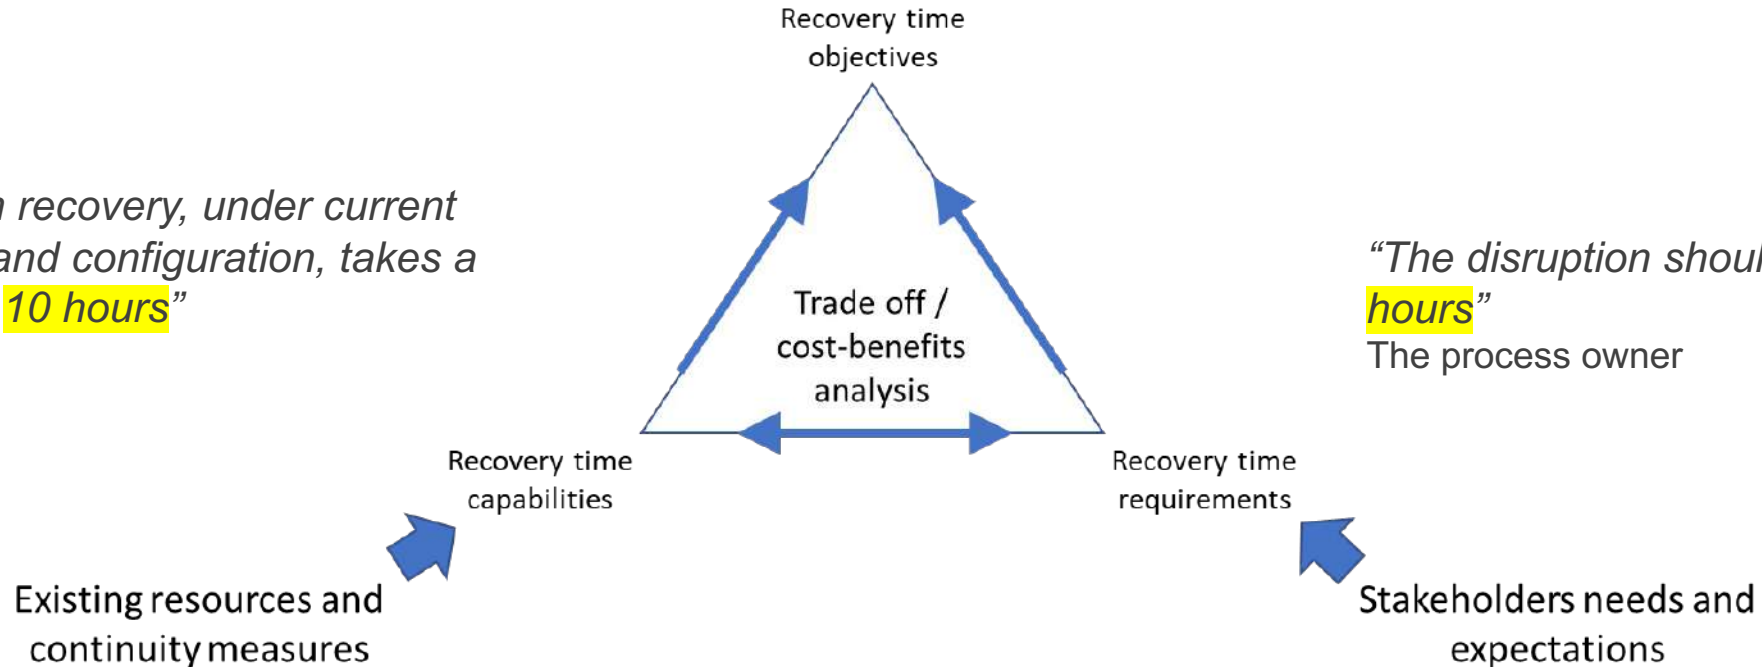 Recovery time
objectives
recovery, under current
and configuration, takes a
10 hours”
“The disruption
hours”
The process owner
Trade off /
cost-benefits
analysis
Recovery time
capabilities
Recovery time
requirements
Existing resources and
continuity measures
Stakeholders needs and
expectations